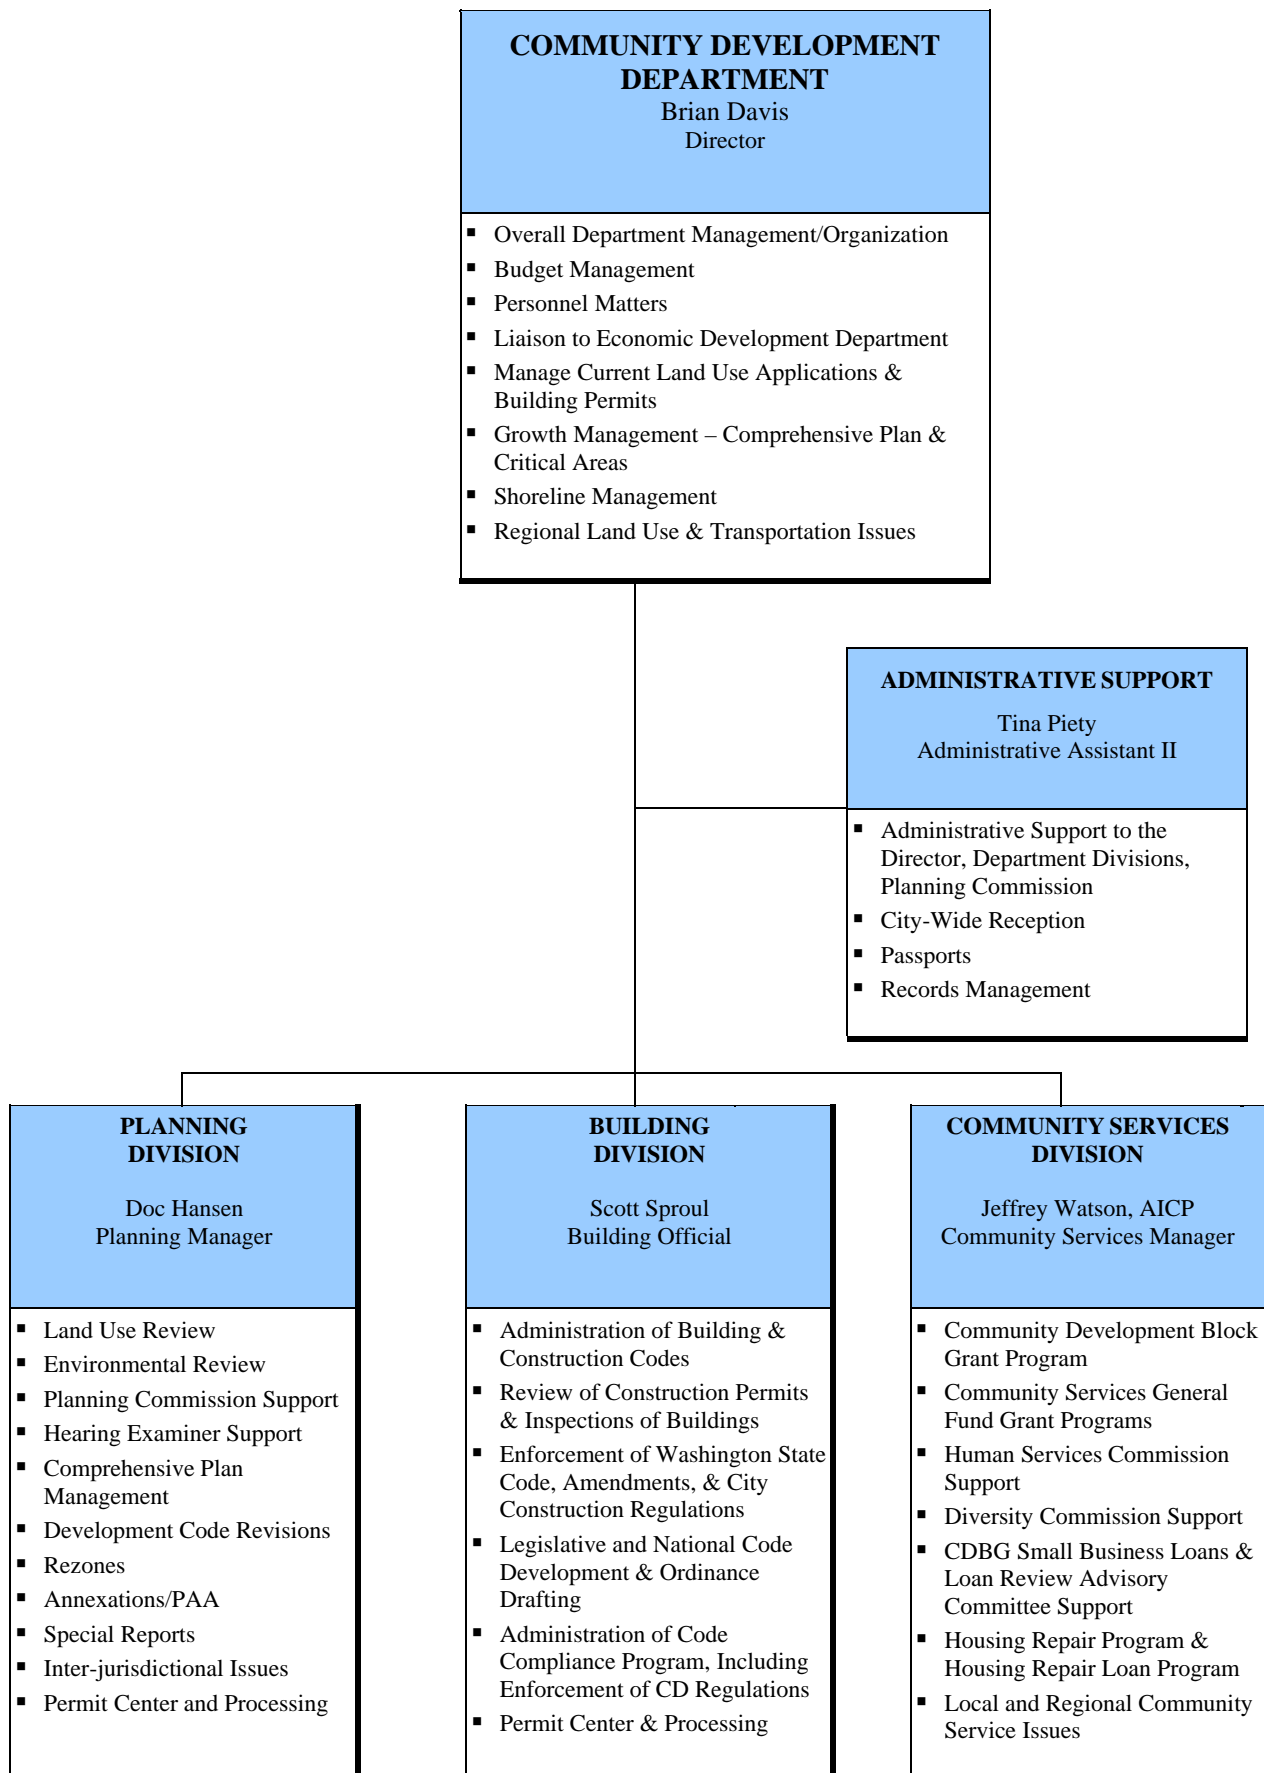 COMMUNITY DEVELOPMENT
DEPARTMENT
Brian Davis
Director
▪ Overall Department Management/Organization
▪ Budget Management
▪ Personnel Matters
▪ Liaison to Economic Development Department
▪ Manage Current Land Use Applications &
Building Permits
▪ Growth Management – Comprehensive Plan &
Critical Areas
▪ Shoreline Management
▪ Regional Land Use & Transportation Issues
ADMINISTRATIVE SUPPORT
Tina Piety
Administrative Assistant II
▪ Administrative Support to the
Director, Department Divisions,
Planning Commission
▪ City-Wide Reception
▪ Passports
▪ Records Management
PLANNING
DIVISION
Doc Hansen
Planning Manager
▪ Land Use Review
▪ Environmental Review
▪ Planning Commission Support
▪ Hearing Examiner Support
▪ Comprehensive Plan
Management
▪ Development Code Revisions
▪ Rezones
▪ Annexations/PAA
▪ Special Reports
▪ Inter-jurisdictional Issues
▪ Permit Center and Processing
BUILDING
DIVISION
Scott Sproul
Building Official
▪ Administration of Building &
Construction Codes
▪ Review of Construction Permits
& Inspections of Buildings
▪ Enforcement of Washington State
Code, Amendments, & City
Construction Regulations
▪ Legislative and National Code
Development & Ordinance
Drafting
▪ Administration of Code
Compliance Program, Including
Enforcement of CD Regulations
▪ Permit Center & Processing
COMMUNITY SERVICES
DIVISION
Jeffrey Watson, AICP
Community Services Manager
▪ Community Development Block
Grant Program
▪ Community Services General
Fund Grant Programs
▪ Human Services Commission
Support
▪ Diversity Commission Support
▪ CDBG Small Business Loans &
Loan Review Advisory
Committee Support
▪ Housing Repair Program &
Housing Repair Loan Program
▪ Local and Regional Community
Service Issues